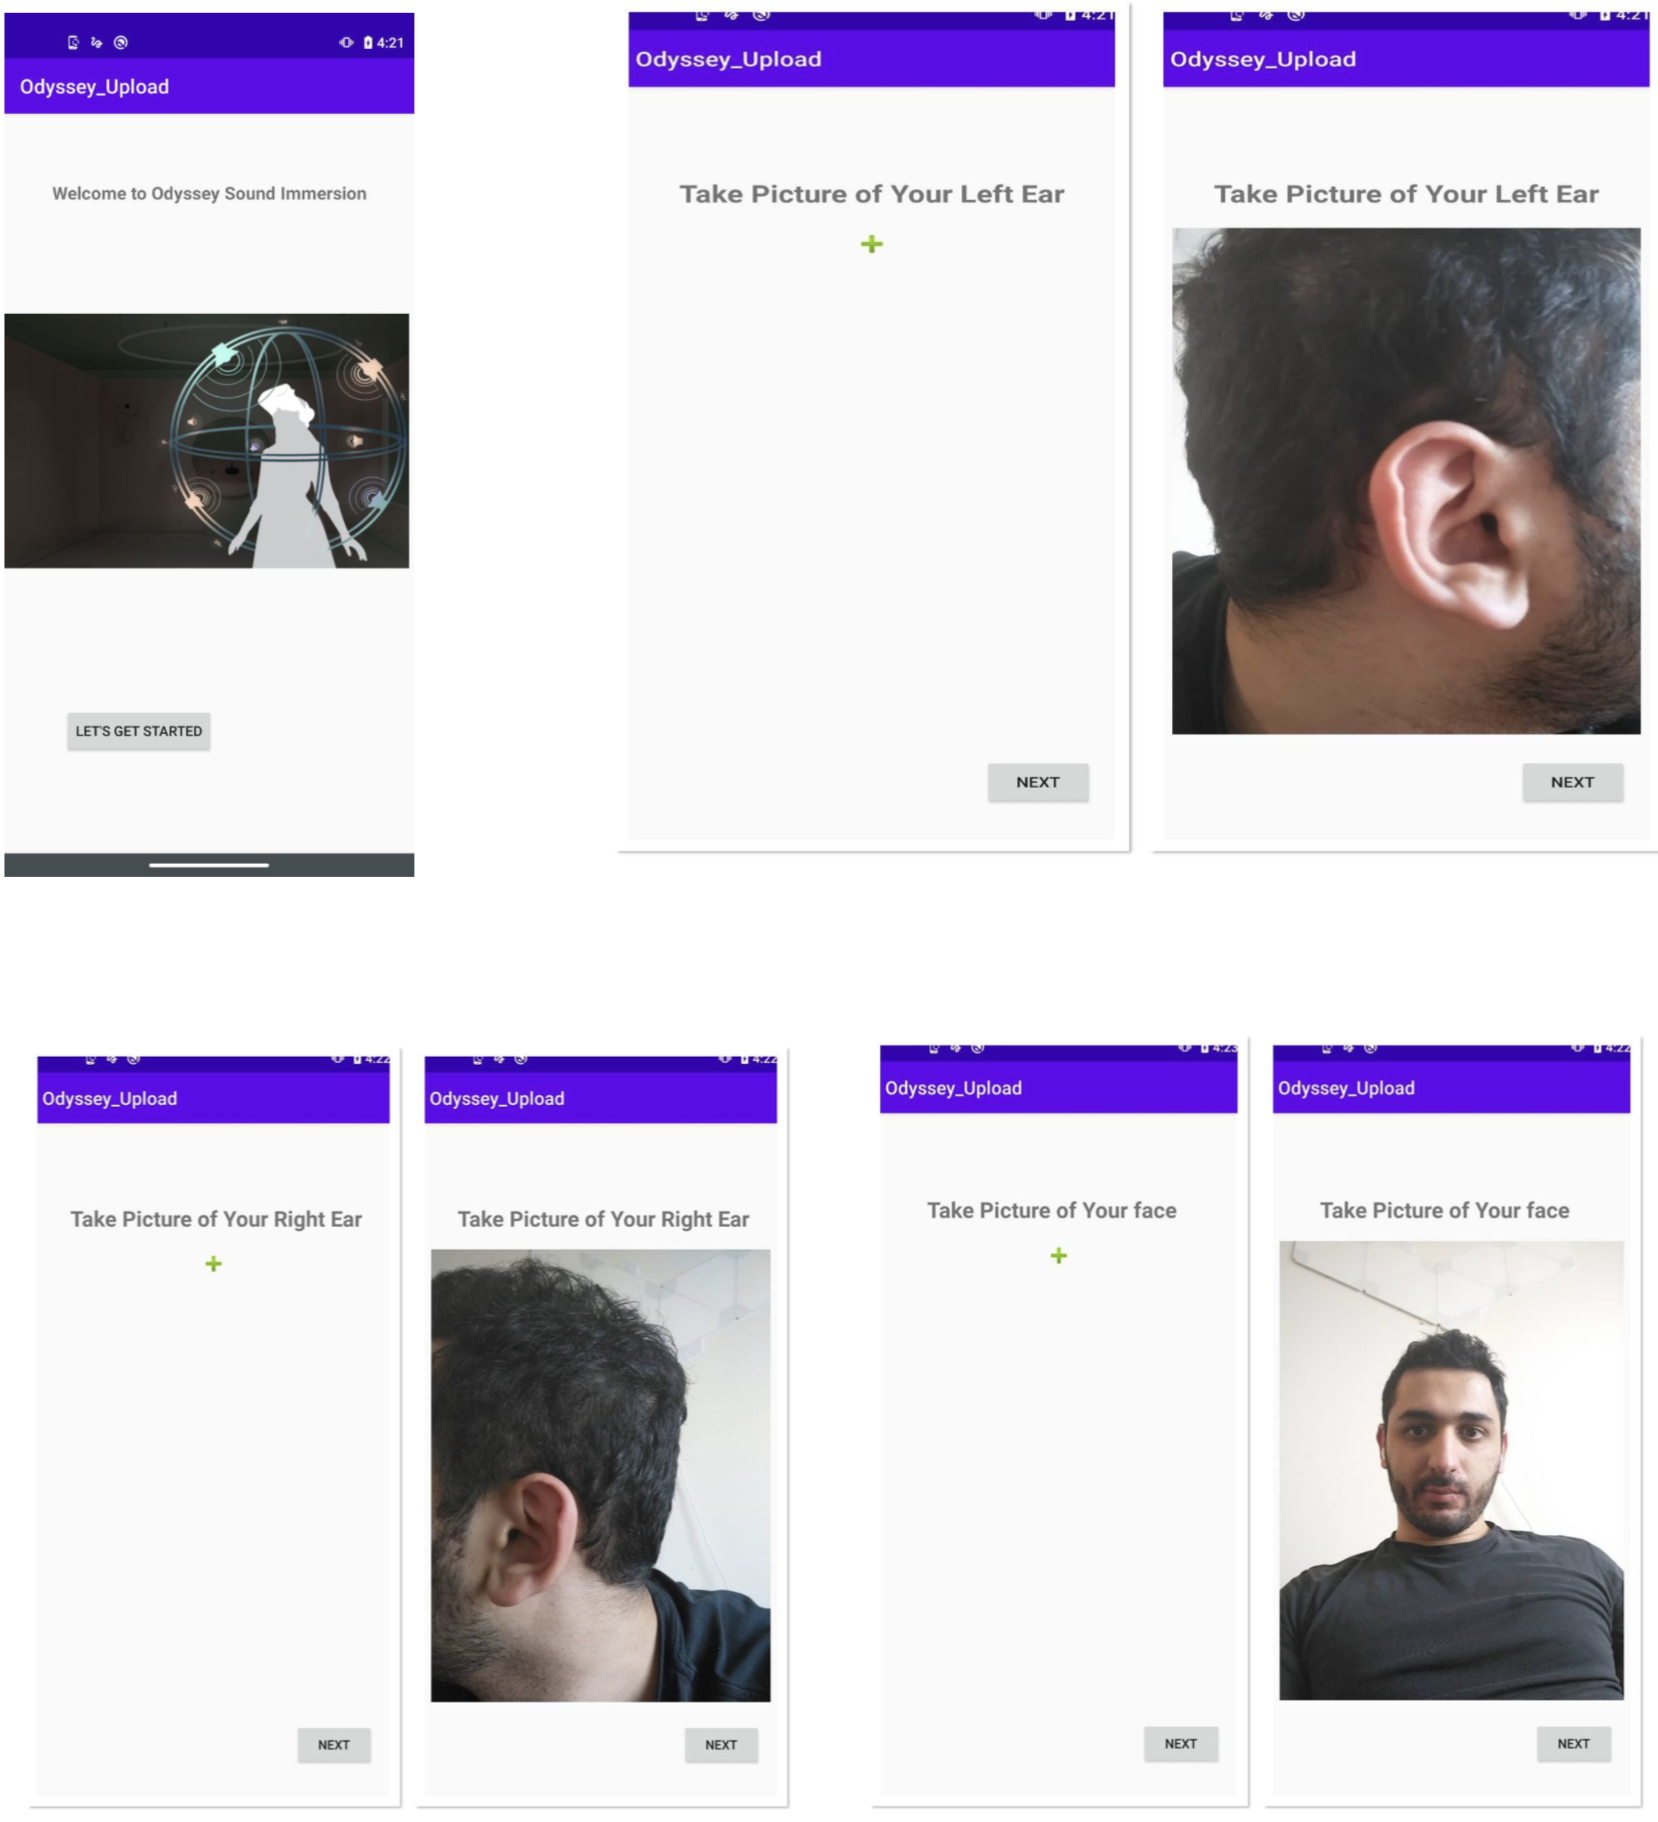 4:21
Odyssey_Upload
Welcome to Odyssey Sound Immersion
LET'S GET STARTED
4:21
Odyssey_Upload
Take Picture of Your Left Ear
NEXT
4:21
Odyssey_Upload
Take Picture of Your Left Ear
NEXT
4:22
Odyssey_Upload
Take Picture of Your Right Ear
NEXT
4:22
Odyssey_Upload
Take Picture of Your Right Ear
NEXT
4:23
Odyssey_Upload
Take Picture of Your face
NEXT
4:22
Odyssey_Upload
Take Picture of Your face
NEXT